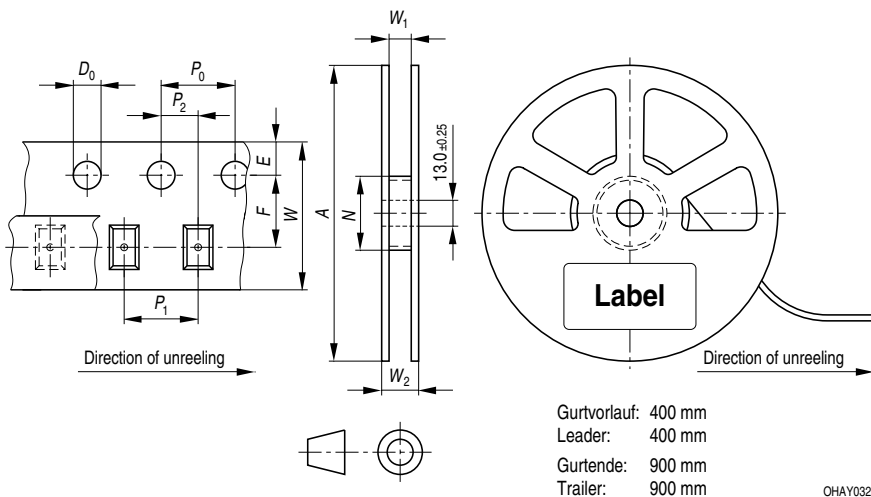 W1
D0
P0
P2
E
F
W
A
N
13.0 ±0.25
Label
P1
W2
Direction of unreeling
Direction of unreeling
Gurtvorlauf: 400 mm
Leader: 400 mm
Gurtende: 900 mm
Trailer: 900 mm
OHAY0324